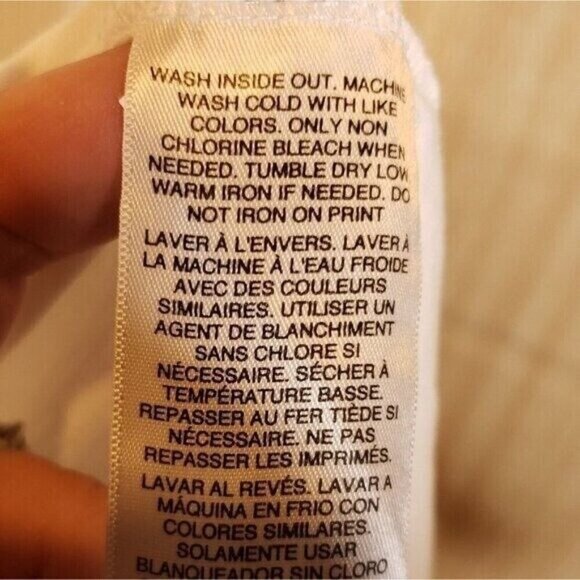 WASH INSIDE OUT. MACHINE
WASH COLD WITH LIKE
COLORS. ONLY NON
CHLORINE BLEACH WHEN
NEEDED. TUMBLE DRY LOW
WARM IRON IF NEEDED. DO
NOT IRON ON PRINT
LAVER À L'ENVERS. LAVER À
LA MACHINE À L'EAU FROIDE
AVEC DES COULEURS
SIMILAIRES. UTILISER UN
AGENT DE BLANCHIMENT
SANS CHLORE SI
NÉCESSAIRE. SÉCHER À
TEMPÉRATURE BASSE.
REPASSER AU FER TIÈDE SI
NÉCESSAIRE. NE PAS
REPASSER LES IMPRIMÉS.
LAVAR AL REVÉS. LAVAR A
MÁQUINA EN FRIO CON
COLORES SIMILARES.
SOLAMENTE USAR
BLANQUEADOR SIN CLORO